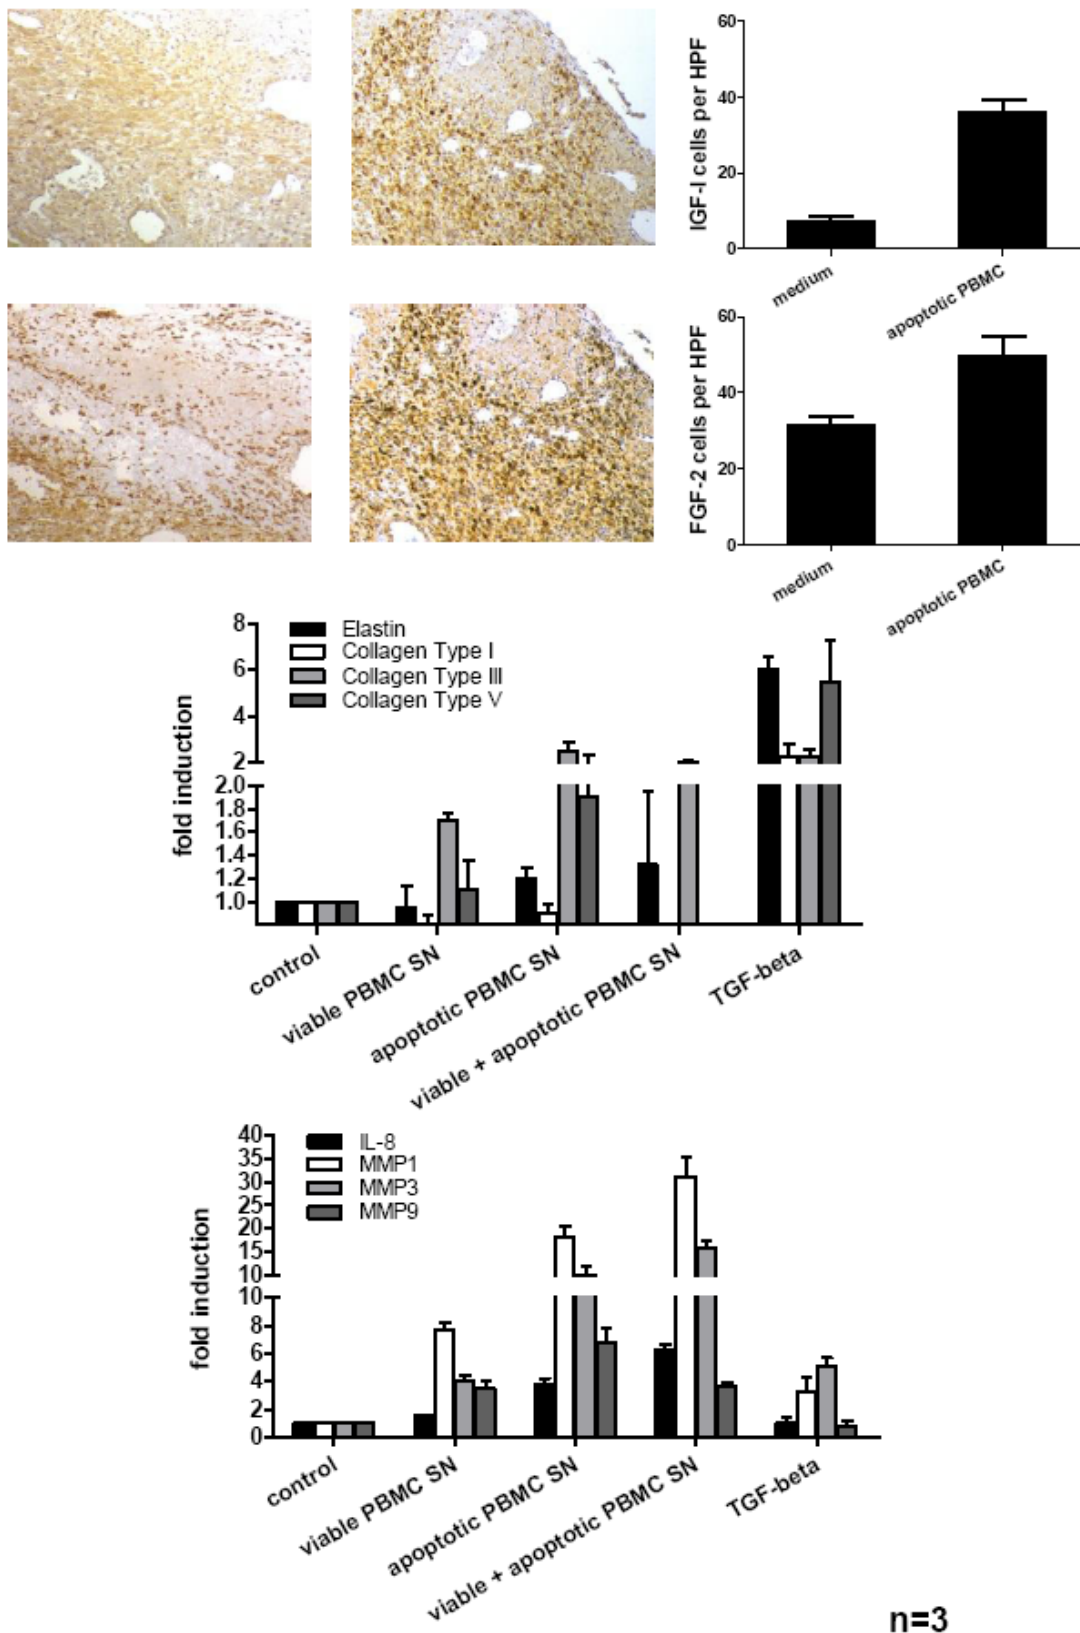 60
40
20
0
IGF-I cells per HPF
medium
apoptotic PBMC
60
40
20
0
FGF-2 cells per HPF
medium
apoptotic PBMC
8
6
4
2
2.0
1.8
1.6
1.4
1.2
1.0
fold induction
Elastin
Collagen Type I
Collagen Type III
Collagen Type V
control
viable PBMC SN
apoptotic PBMC SN
viable + apoptotic PBMC SN
TGF-beta
40
35
30
25
20
15
10
10
8
6
4
2
0
fold induction
IL-8
MMP1
MMP3
MMP9
control
viable PBMC SN
apoptotic PBMC SN
viable + apoptotic PBMC SN
TGF-beta
n=3